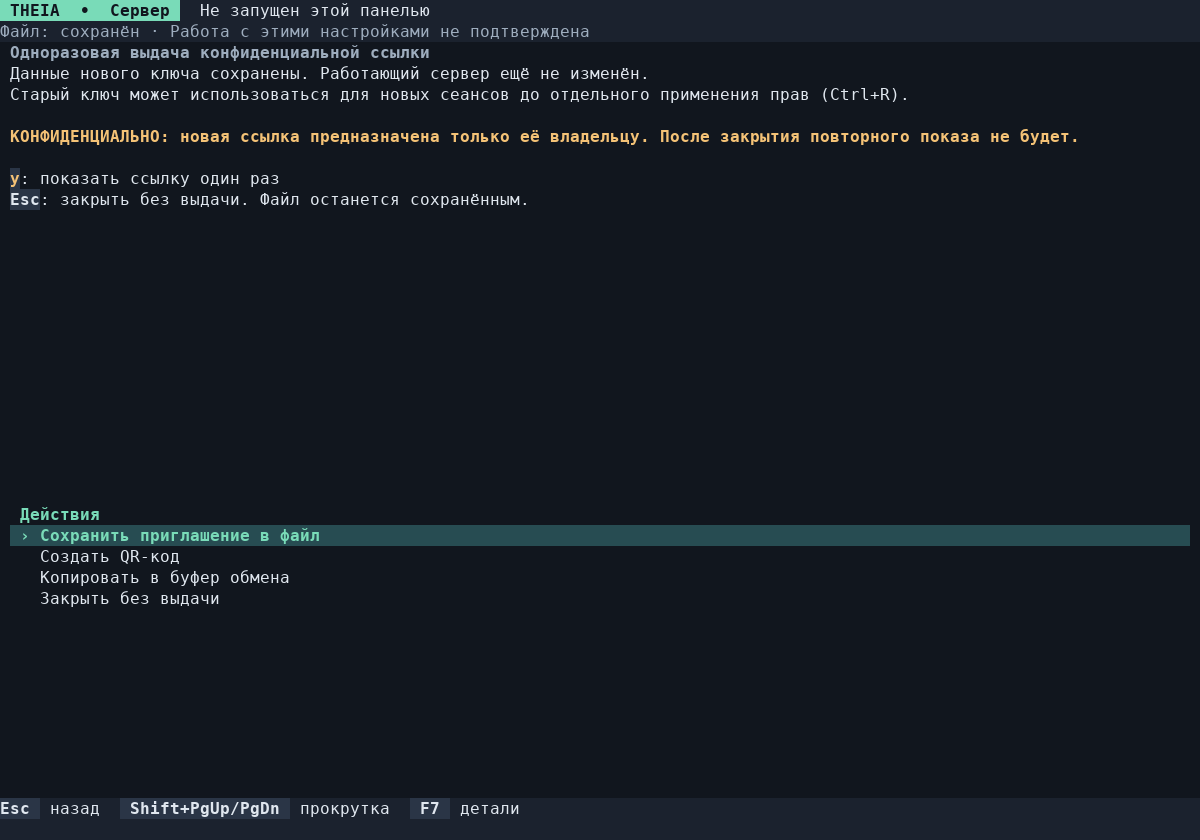 THEIA • Сервер Не запущен этой панелью
Файл: сохранён · Работа с этими настройками не подтверждена
Одноразовая выдача конфиденциальной ссылки
Данные нового ключа сохранены. Работающий сервер ещё не изменён.
Старый ключ может использоваться для новых сеансов до отдельного применения прав (Ctrl+R).
КОНФИДЕНЦИАЛЬНО: новая ссылка предназначена только её владельцу. После закрытия повторного показа не будет.
y: показать ссылку один раз
Esc: закрыть без выдачи. Файл останется сохранённым.
Действия
› Сохранить приглашение в файл
Создать QR-код
Копировать в буфер обмена
Закрыть без выдачи
Esc назад Shift+PgUp/PgDn прокрутка F7 детали